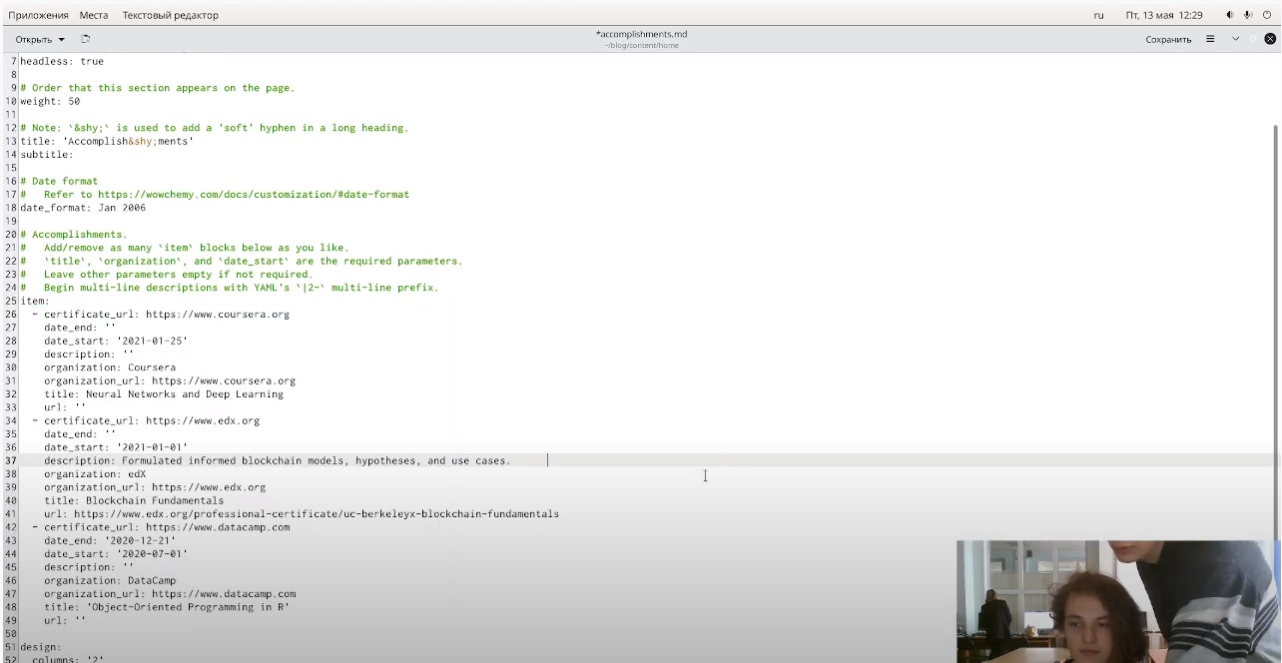 Приложения Места Текстовый редактор ru Пт, 13 мая 12:29
Открыть *accomplishments.md Сохранить
~/blog/content/home
7 headless: true
8
9 # Order that this section appears on the page.
10 weight: 50
11
12 # Note: `&shy;` is used to add a 'soft' hyphen in a long heading.
13 title: 'Accomplish&shy;ments'
14 subtitle:
15
16 # Date format
17 #   Refer to https://wowchemy.com/docs/customization/#date-format
18 date_format: Jan 2006
19
20 # Accomplishments.
21 #   Add/remove as many `item` blocks below as you like.
22 #   `title`, `organization`, and `date_start` are the required parameters.
23 #   Leave other parameters empty if not required.
24 #   Begin multi-line descriptions with YAML's `|2-` multi-line prefix.
25 item:
26   - certificate_url: https://www.coursera.org
27     date_end: ''
28     date_start: '2021-01-25'
29     description: ''
30     organization: Coursera
31     organization_url: https://www.coursera.org
32     title: Neural Networks and Deep Learning
33     url: ''
34   - certificate_url: https://www.edx.org
35     date_end: ''
36     date_start: '2021-01-01'
37     description: Formulated informed blockchain models, hypotheses, and use cases.
38     organization: edX
39     organization_url: https://www.edx.org
40     title: Blockchain Fundamentals
41     url: https://www.edx.org/professional-certificate/uc-berkeleyx-blockchain-fundamentals
42   - certificate_url: https://www.datacamp.com
43     date_end: '2020-12-21'
44     date_start: '2020-07-01'
45     description: ''
46     organization: DataCamp
47     organization_url: https://www.datacamp.com
48     title: 'Object-Oriented Programming in R'
49     url: ''
50
51 design:
52   columns: '2'